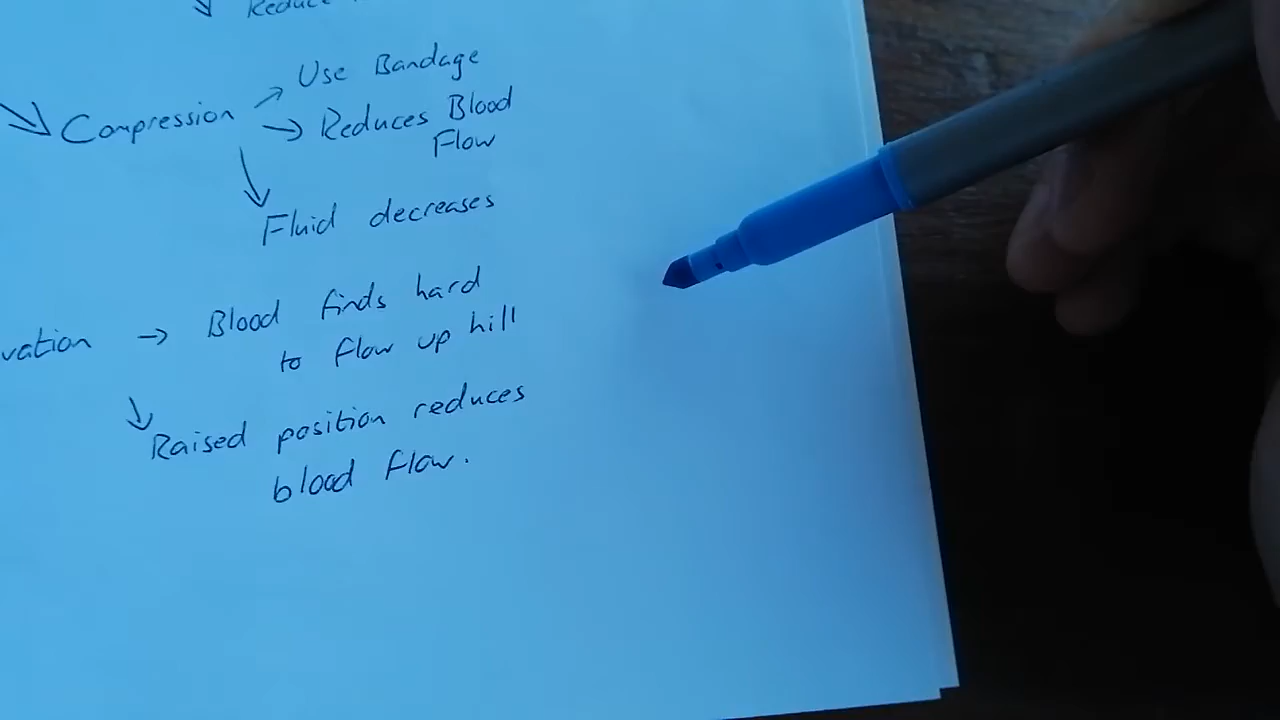 Reduce
Compression → Use Bandage
→ Reduces Blood
Flow
Fluid decreases
vation → Blood finds hard
to flow up hill
Raised position reduces
blood flow.